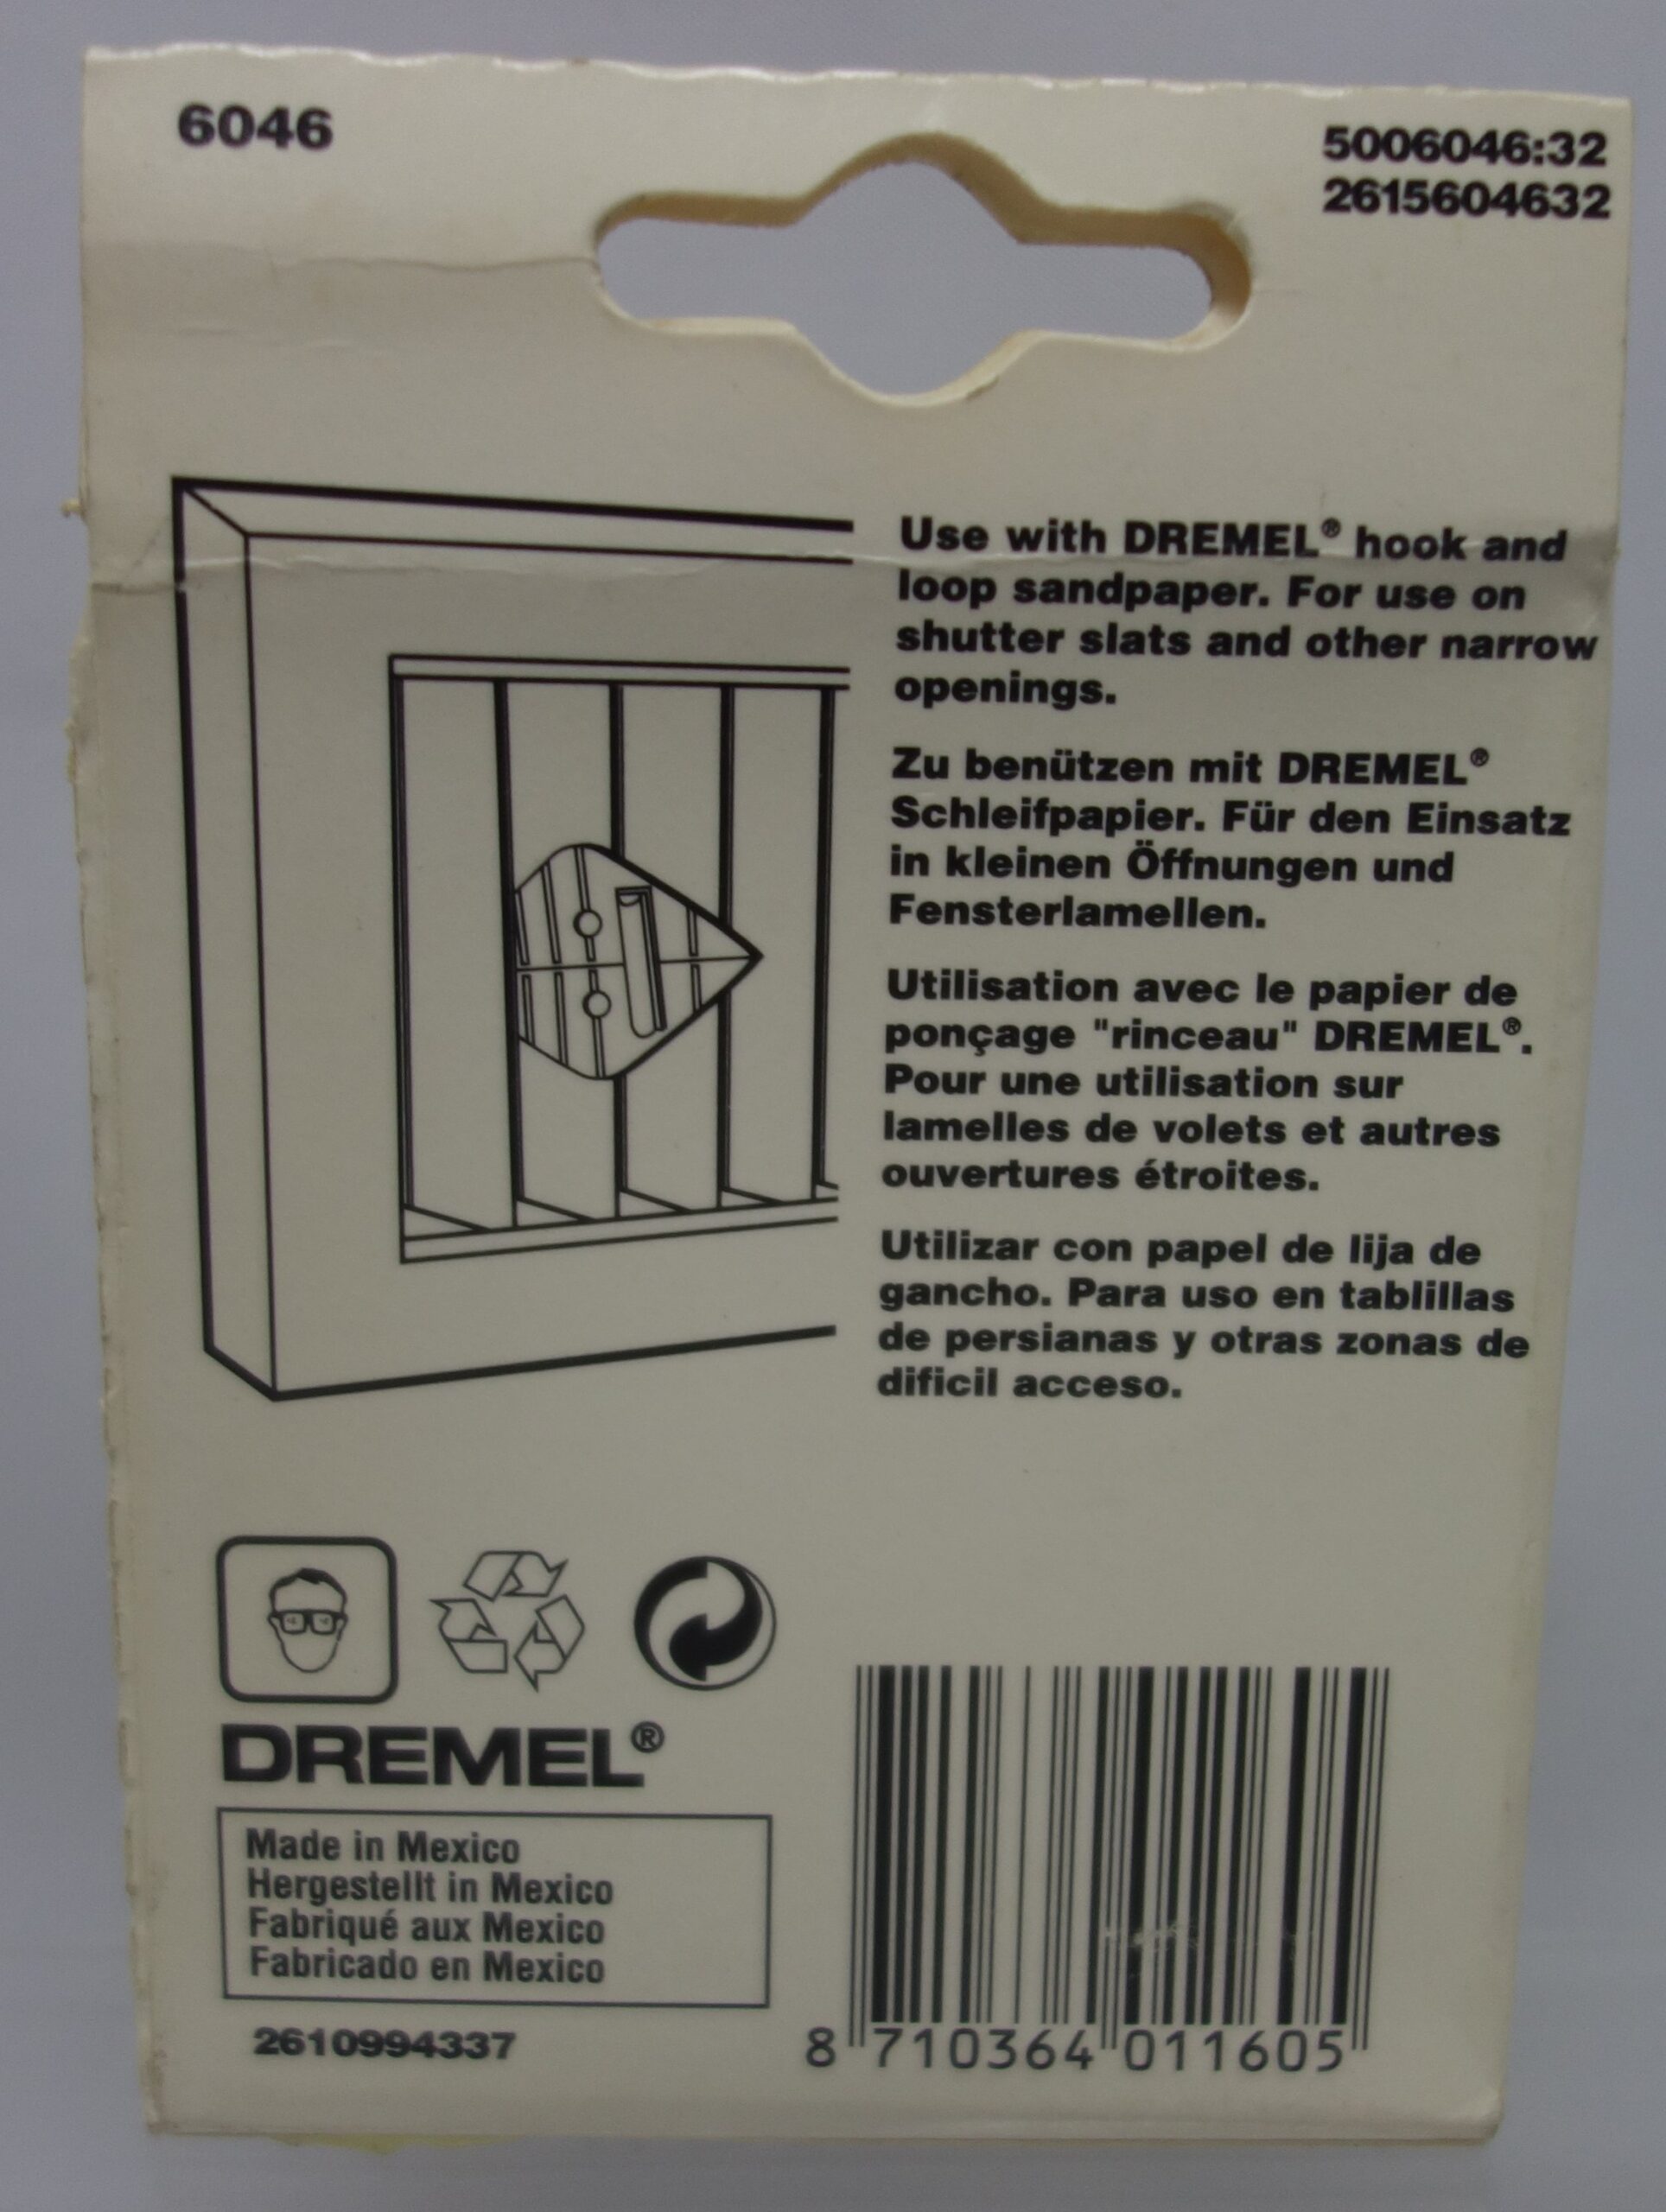 6046
5006046:32
2615604632
Use with DREMEL® hook and
loop sandpaper. For use on
shutter slats and other narrow
openings.
Zu benützen mit DREMEL®
Schleifpapier. Für den Einsatz
in kleinen Öffnungen und
Fensterlamellen.
Utilisation avec le papier de
ponçage "rinceau" DREMEL®.
Pour une utilisation sur
lamelles de volets et autres
ouvertures étroites.
Utilizar con papel de lija de
gancho. Para uso en tablillas
de persianas y otras zonas de
dificil acceso.
DREMEL®
Made in Mexico
Hergestellt in Mexico
Fabriqué aux Mexico
Fabricado en Mexico
2610994337
8 710364 011605